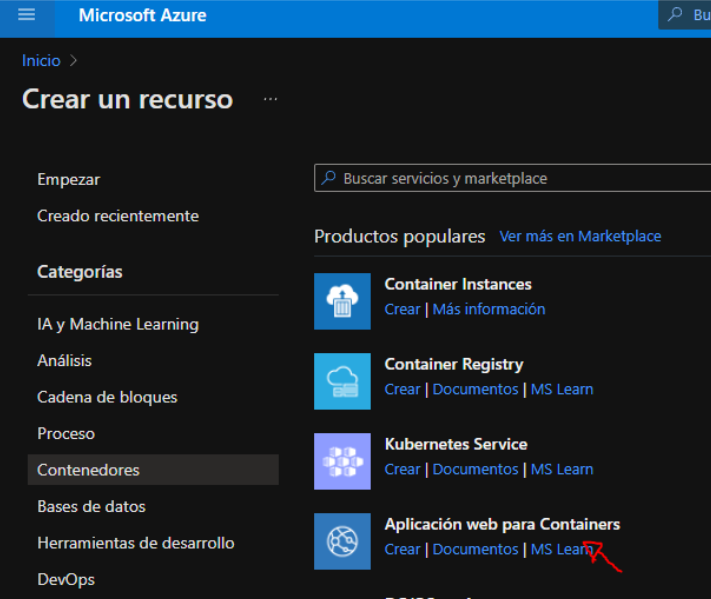 Microsoft Azure
Bu
Inicio >
Crear un recurso ...
Empezar
Creado recientemente
Categorías
IA y Machine Learning
Análisis
Cadena de bloques
Proceso
Contenedores
Bases de datos
Herramientas de desarrollo
DevOps
Buscar servicios y marketplace
Productos populares Ver más en Marketplace
Container Instances
Crear | Más información
Container Registry
Crear | Documentos | MS Learn
Kubernetes Service
Crear | Documentos | MS Learn
Aplicación web para Containers
Crear | Documentos | MS Learn